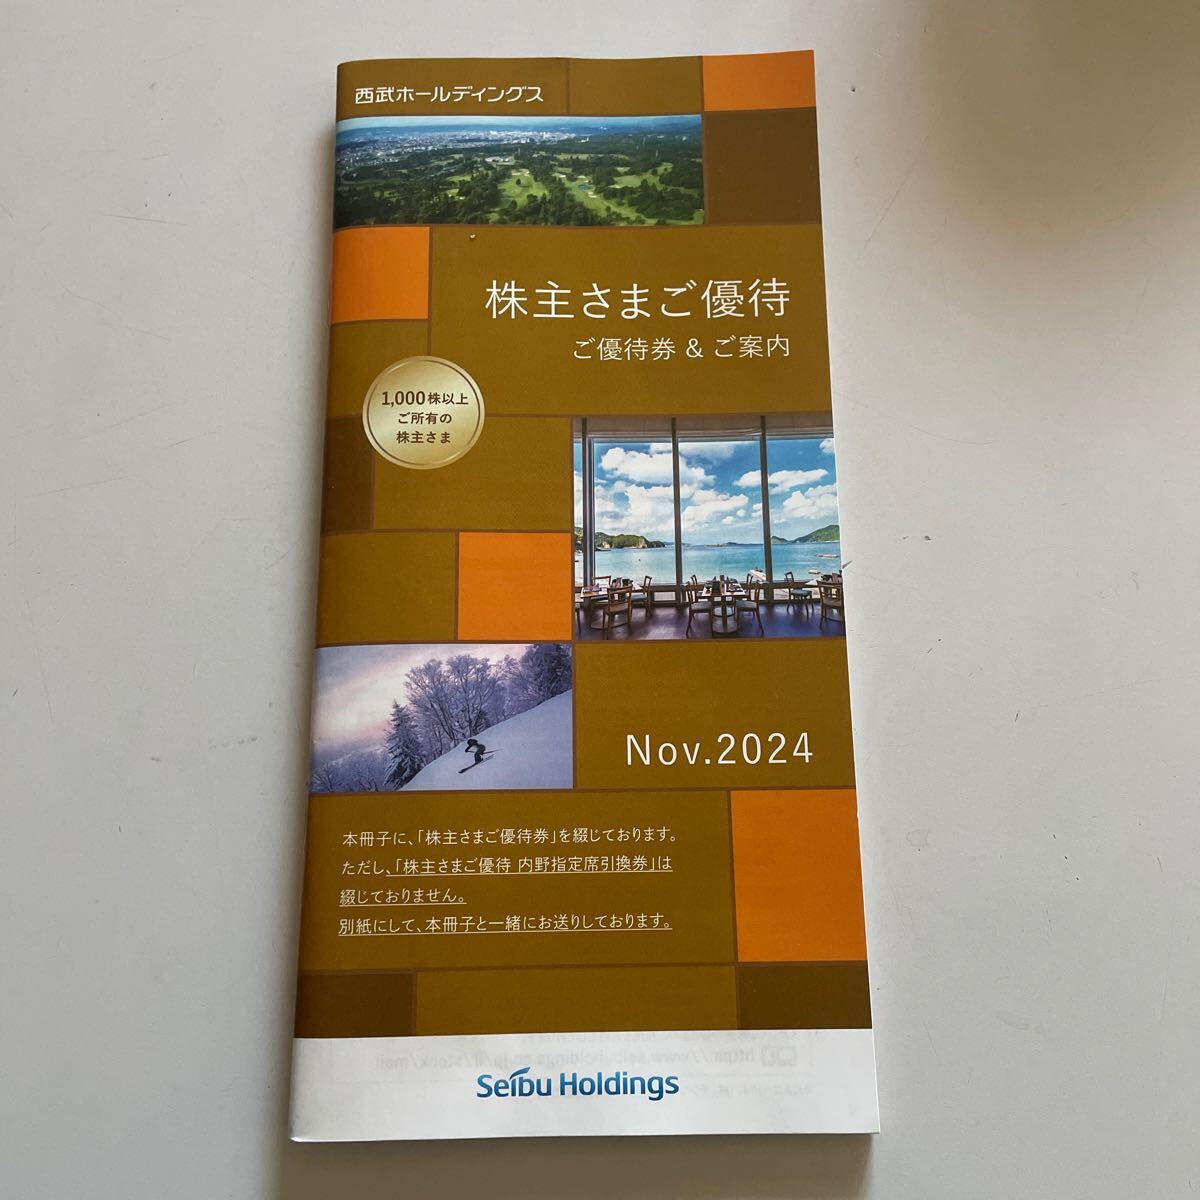 西武ホールディングス
株主さまご優待
ご優待券 & ご案内
1,000株以上
ご所有の
株主さま
Nov.2024
本冊子に、「株主さまご優待券」を綴じております。
ただし、「株主さまご優待 内野指定席引換券」は
綴じておりません。
別紙にして、本冊子と一緒にお送りしております。
Seibu Holdings